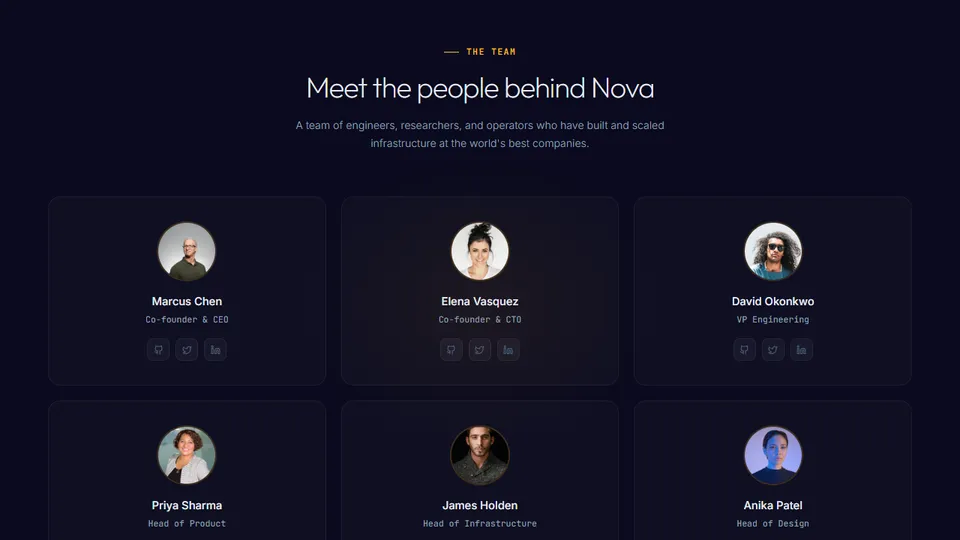 THE TEAM
Meet the people behind Nova
A team of engineers, researchers, and operators who have built and scaled
infrastructure at the world's best companies.
Marcus Chen
Co-founder & CEO
Elena Vasquez
Co-founder & CTO
David Okonkwo
VP Engineering
Priya Sharma
Head of Product
James Holden
Head of Infrastructure
Anika Patel
Head of Design